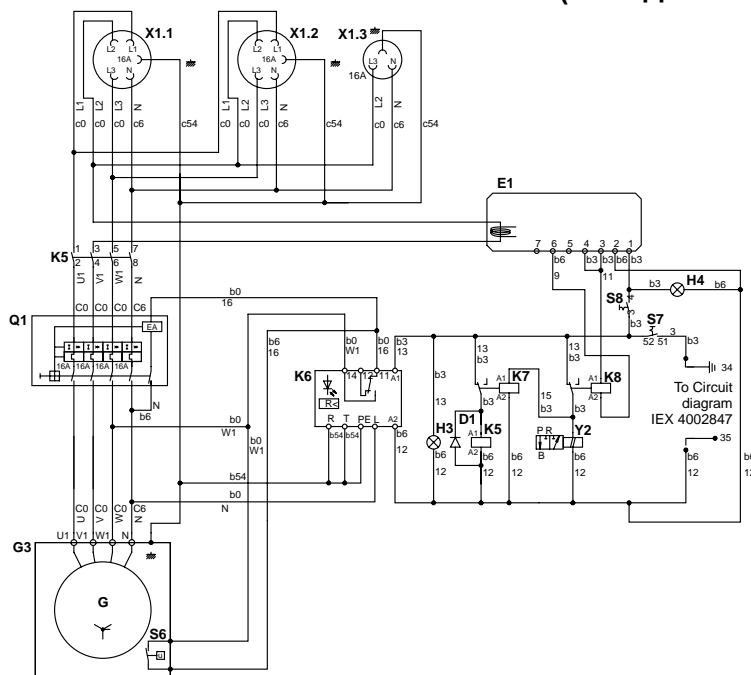 X1.1
X1.2
X1.3
L2 L1
16A
L3 N
L2 L1
16A
L3 N
16A
L3 N
L1 L2 L3 N
c0 c0 c0 c6 c54
L1 L2 L3 N
c0 c0 c0 c6 c54
L2 N
c0 c6 c54
E1
7 6 5 4 3 2 1
b6 b3 b3 b6 b3
9 11
K5
1 3 5 7
2 4 6 8
U1 V1 W1 N
C0 C0 C0 C6
Q1
EA
16A 16A 16A 16A
N
b6
b0
16
b6
16
b0
W1
b0
W1
b0
W1
b0
16
b3
13
K6
14 12 11 A1
R<
R T PE L A2
b54 b54
b6
12
b54
b0
N
b3
13
H3
b6
12
13
b3
K7
A1
A2
b3
D1
A1
K5
A2
b6
12
b6
12
15
b3
13
b3
K8
A1
A2
P R
B
Y2
b6
12
b3
H4
b6
S8
4
3
b3
S7
52 51
3
b3
34
To Circuit
diagram
IEX 4002847
35
b6
12
b6
12
C0 C0 C0 C6
U V W N
U1 V1 W1 N
G3
G
S6
u